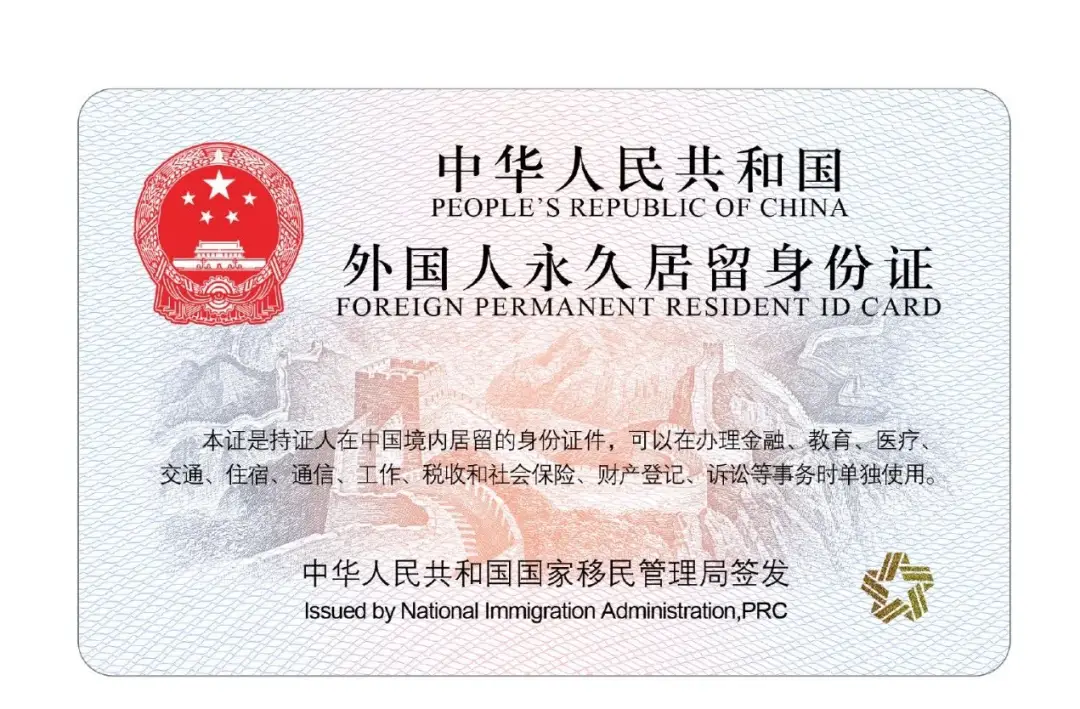 中华人民共和国
PEOPLE'S REPUBLIC OF CHINA
外国人永久居留身份证
FOREIGN PERMANENT RESIDENT ID CARD
本证是持证人在中国境内居留的身份证件，可以在办理金融、教育、医疗、
交通、住宿、通信、工作、税收和社会保险、财产登记、诉讼等事务时单独使用。
中华人民共和国国家移民管理局签发
Issued by National Immigration Administration,PRC